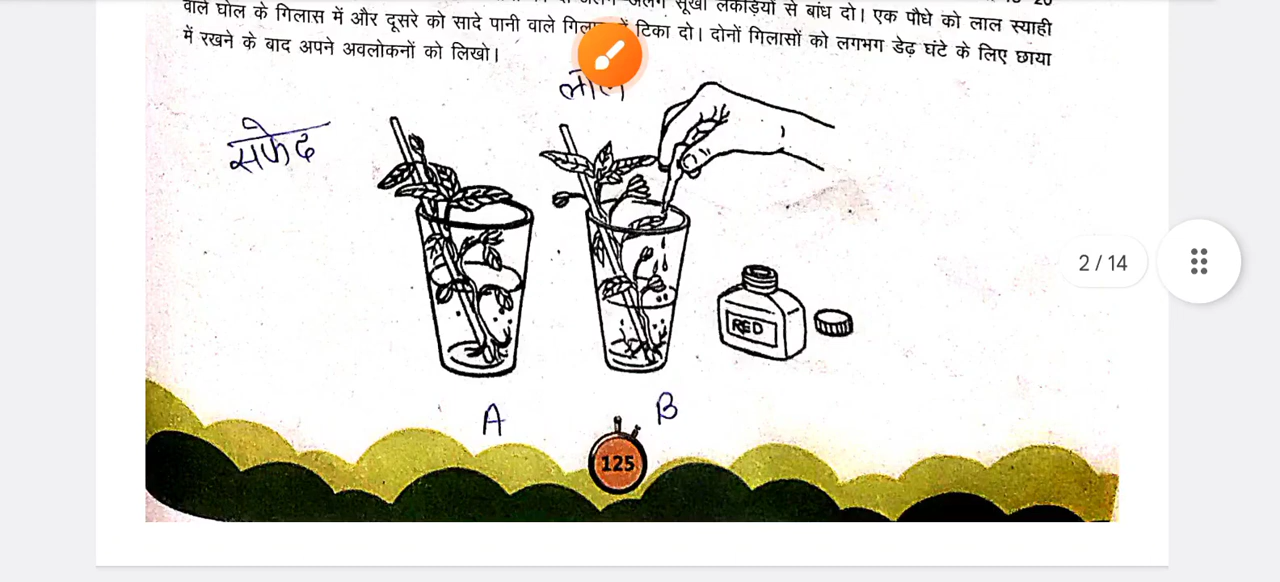 वाले घोल के गिलास में और दूसरे को सादे पानी वाले में टिका दो। दोनों गिलासों को लगभग डेढ़ घंटे के लिए छाया
में रखने के बाद अपने अवलोकनों को लिखो।
लाल
सफेद
2 / 14
RED
A
B
125